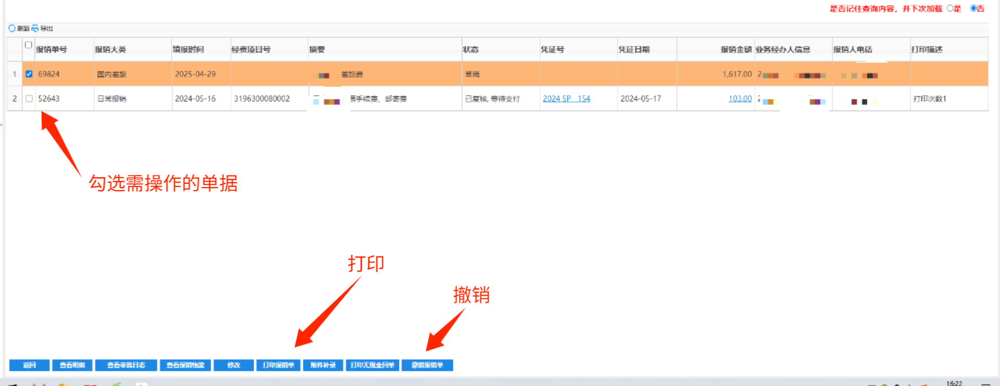 是否记住查询内容，并下次加载 是 否
刷新 导出
报销单号 报销大类 填报时间 经费项目号 摘要 状态 凭证号 凭证日期 报销金额 业务经办人信息 报销人电话 打印描述
1 69824 国内差旅 2025-04-29 差旅费 草稿 1,617.00 2
2 52643 日常报销 2024-05-16 3196300080002 票手续费、邮寄费 已复核, 等待支付 2024 5P 154 2024-05-17 103.00 2 打印次数1
勾选需操作的单据
打印
撤销
返回 查看明细 查看审批日志 查看报销物流 修改 打印报销单 附件补录 打印无现金回单 撤销报销单
16:22